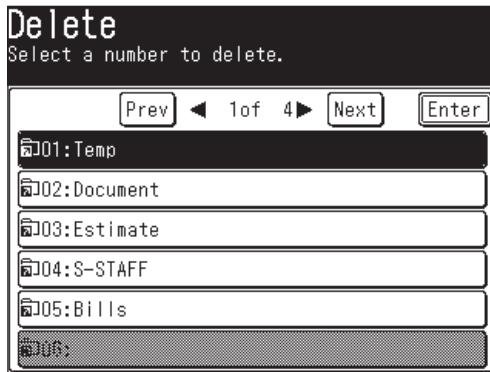 Delete
Select a number to delete.
Prev ◀ 1of 4▶ Next Enter
01:Temp
02:Document
03:Estimate
04:S-STAFF
05:Bills
06: